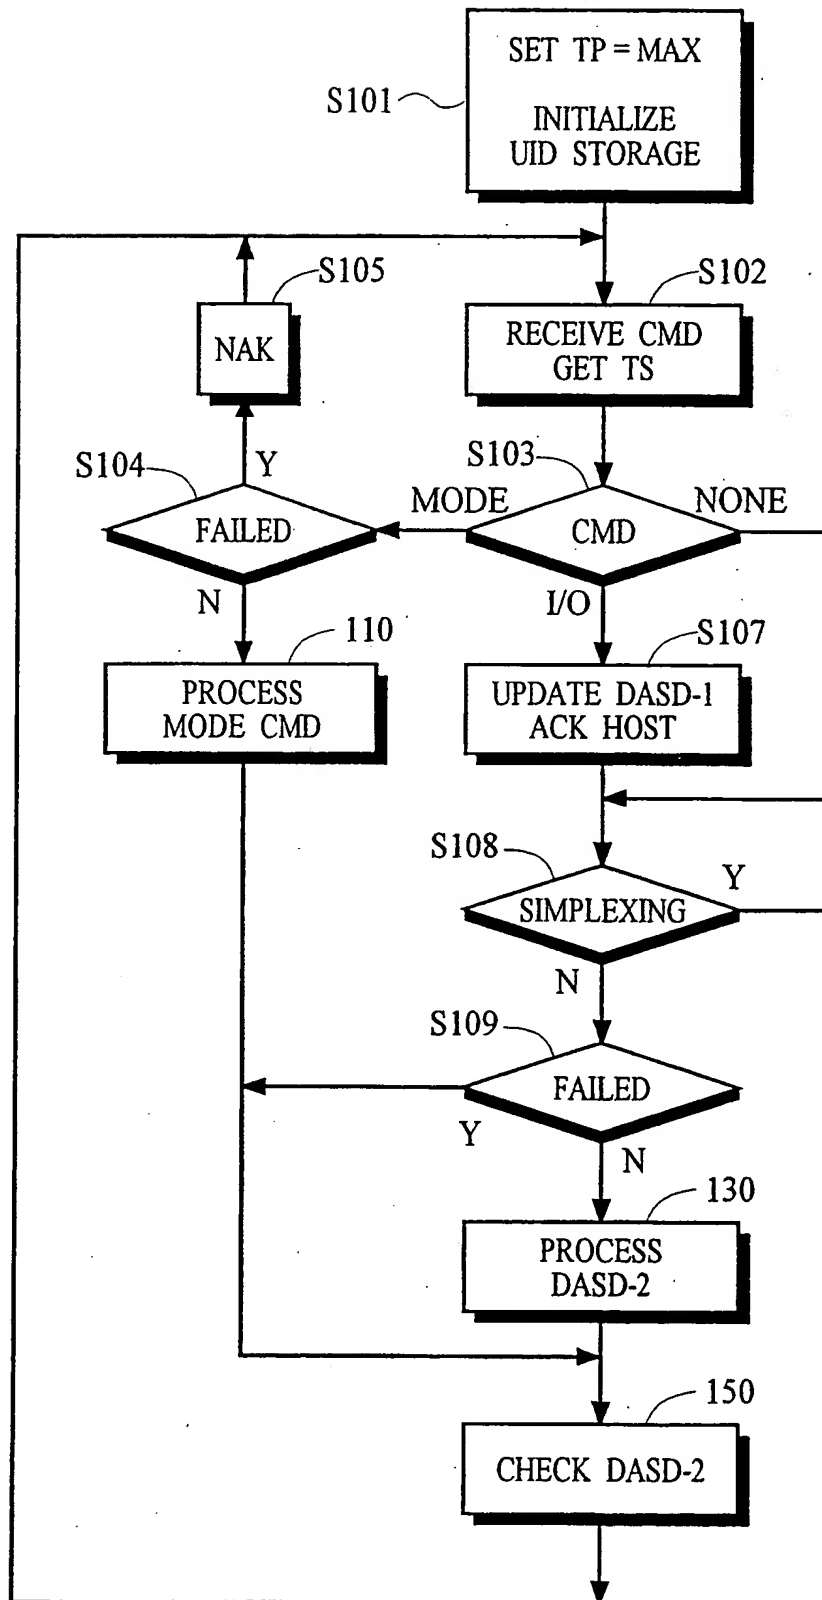 SET TP = MAX
S101
INITIALIZE
UID STORAGE
S105
S102
NAK
RECEIVE CMD
GET TS
S104
Y
S103
MODE
NONE
FAILED
CMD
N
I/O
110
S107
PROCESS
MODE CMD
UPDATE DASD-1
ACK HOST
S108
Y
SIMPLEXING
N
S109
FAILED
Y
N
130
PROCESS
DASD-2
150
CHECK DASD-2